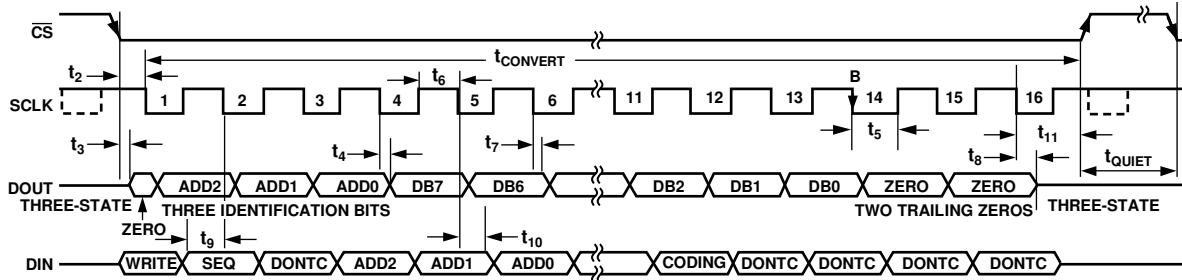 CS
tCONVERT
t2
t6
B
SCLK
1 2 3 4 5 6 11 12 13 14 15 16
t3 t4 t7 t5 t8 t11 tQUIET
DOUT
ADD2 ADD1 ADD0 DB7 DB6 DB2 DB1 DB0 ZERO ZERO
THREE-STATE THREE IDENTIFICATION BITS TWO TRAILING ZEROS THREE-STATE
ZERO
t9 t10
DIN
WRITE SEQ DONTC ADD2 ADD1 ADD0 CODING DONTC DONTC DONTC DONTC